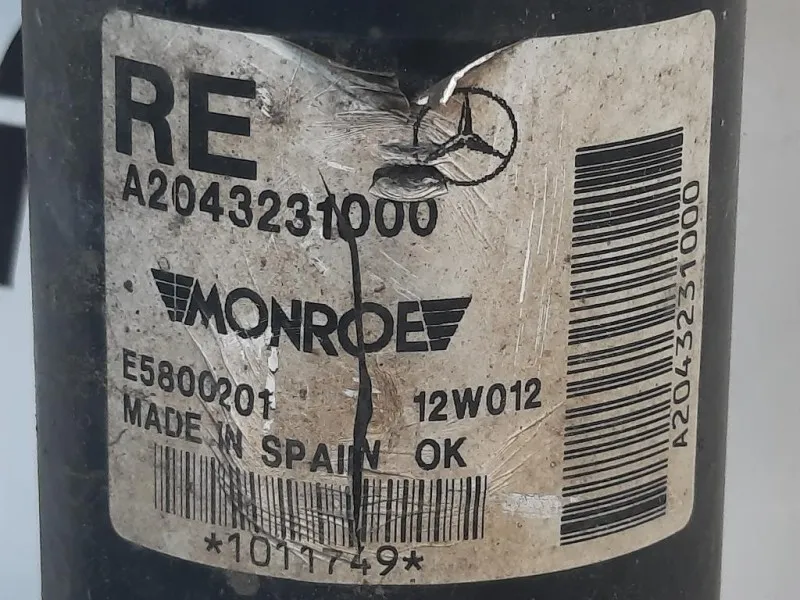 RE
A2043231000
MONROE
E5800201 12W012
MADE IN SPAIN OK
*1011749*
A2043231000